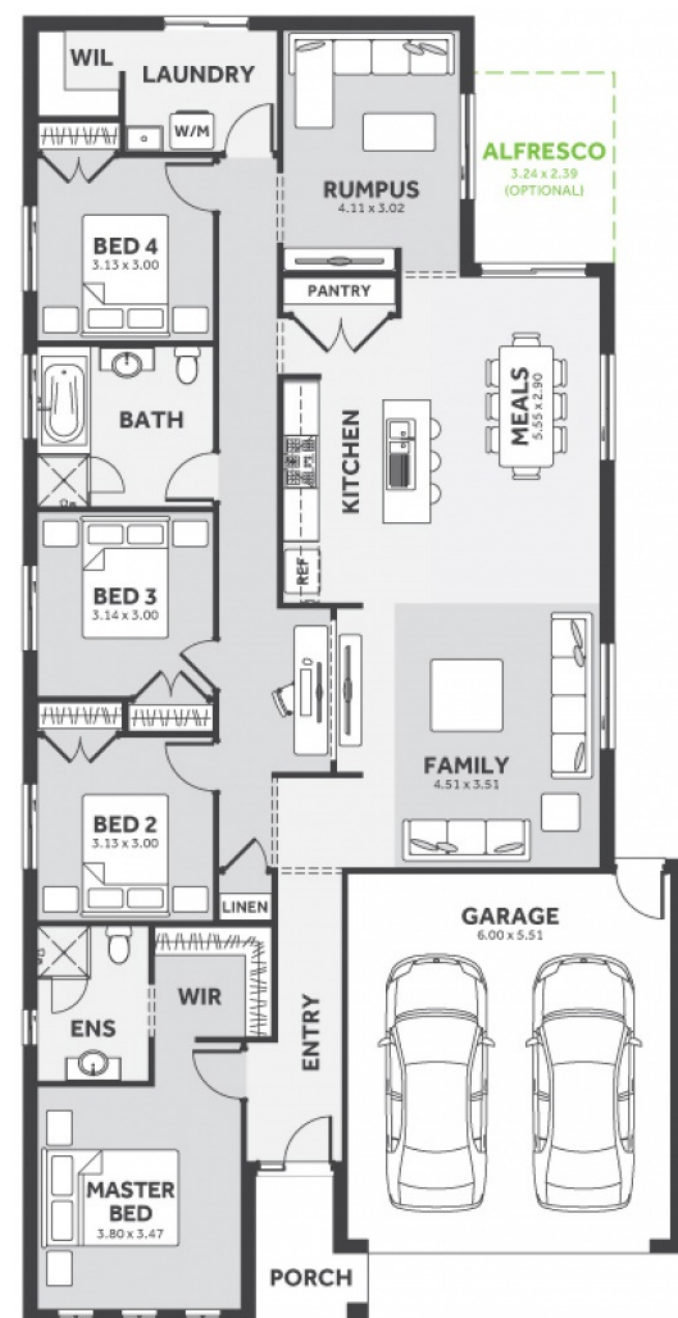 WIL
LAUNDRY
W/M
RUMPUS
4.11 x 3.02
ALFRESCO
3.24 x 2.39
(OPTIONAL)
BED 4
3.13 x 3.00
PANTRY
BATH
KITCHEN
MEALS
5.55 x 2.90
REF
BED 3
3.14 x 3.00
FAMILY
4.51 x 3.51
BED 2
3.13 x 3.00
LINEN
GARAGE
6.00 x 5.51
WIR
ENS
ENTRY
MASTER
BED
3.80 x 3.47
PORCH